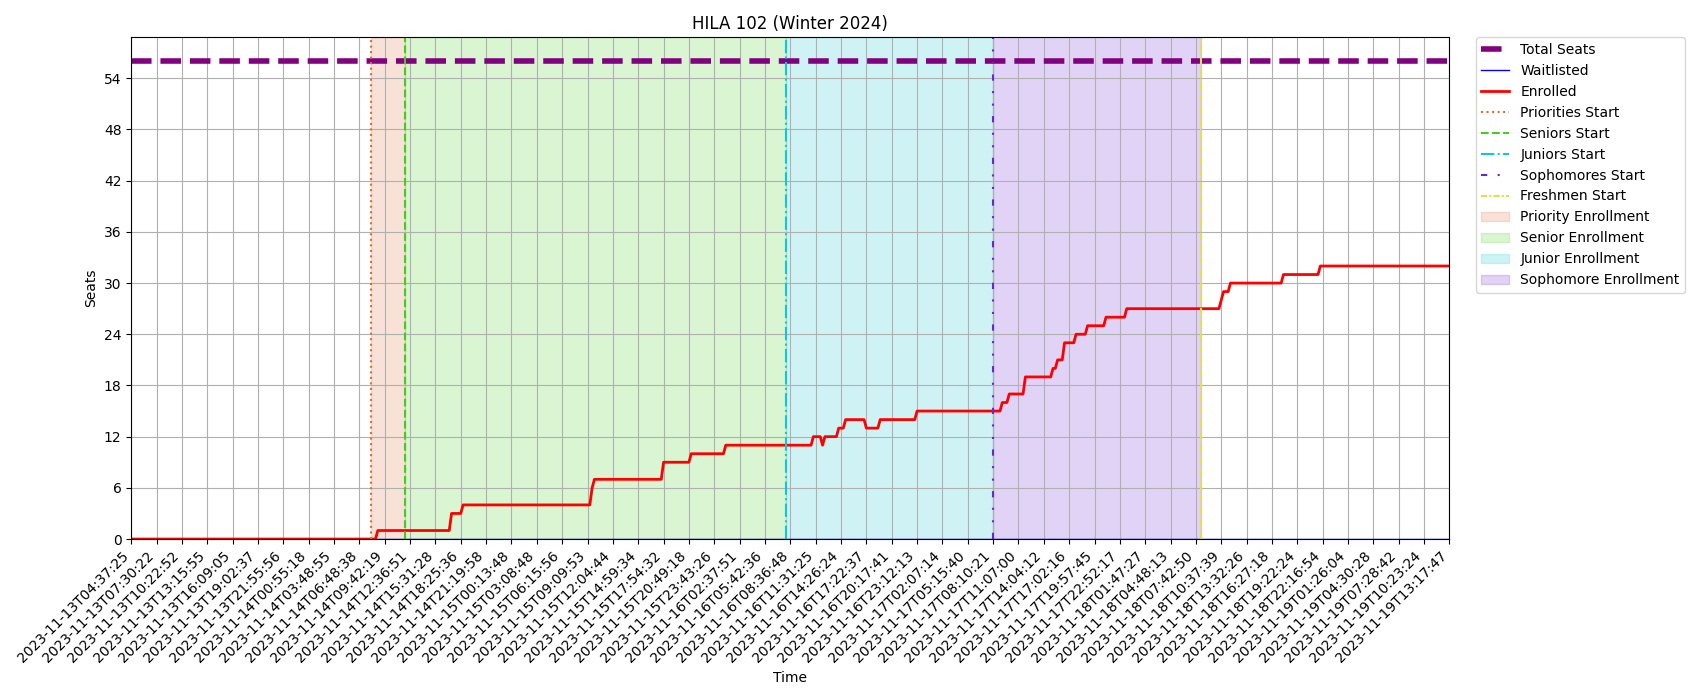 HILA 102 (Winter 2024)
Total Seats
Waitlisted
Enrolled
Priorities Start
Seniors Start
Juniors Start
Sophomores Start
Freshmen Start
Priority Enrollment
Senior Enrollment
Junior Enrollment
Sophomore Enrollment
Seats
54
48
42
36
30
24
18
12
6
0
2023-11-13T04:37:25
2023-11-13T07:30:22
2023-11-13T10:22:52
2023-11-13T13:15:55
2023-11-13T16:09:05
2023-11-13T19:02:37
2023-11-13T21:55:56
2023-11-14T00:55:18
2023-11-14T03:48:55
2023-11-14T06:48:38
2023-11-14T09:42:19
2023-11-14T12:36:51
2023-11-14T15:31:28
2023-11-14T18:25:36
2023-11-14T21:19:58
2023-11-15T00:13:48
2023-11-15T03:08:48
2023-11-15T06:15:56
2023-11-15T09:09:53
2023-11-15T12:04:44
2023-11-15T14:59:34
2023-11-15T17:54:32
2023-11-15T20:49:18
2023-11-15T23:43:26
2023-11-16T02:37:51
2023-11-16T05:42:36
2023-11-16T08:36:48
2023-11-16T11:31:25
2023-11-16T14:26:24
2023-11-16T17:22:37
2023-11-16T20:17:41
2023-11-16T23:12:13
2023-11-17T02:07:14
2023-11-17T05:15:40
2023-11-17T08:10:21
2023-11-17T11:07:00
2023-11-17T14:04:12
2023-11-17T17:02:16
2023-11-17T19:57:45
2023-11-17T22:52:17
2023-11-18T01:47:27
2023-11-18T04:48:13
2023-11-18T07:42:50
2023-11-18T10:37:39
2023-11-18T13:32:26
2023-11-18T16:27:18
2023-11-18T19:22:24
2023-11-18T22:16:54
2023-11-19T01:26:04
2023-11-19T04:30:28
2023-11-19T07:28:42
2023-11-19T10:23:24
2023-11-19T13:17:47
Time